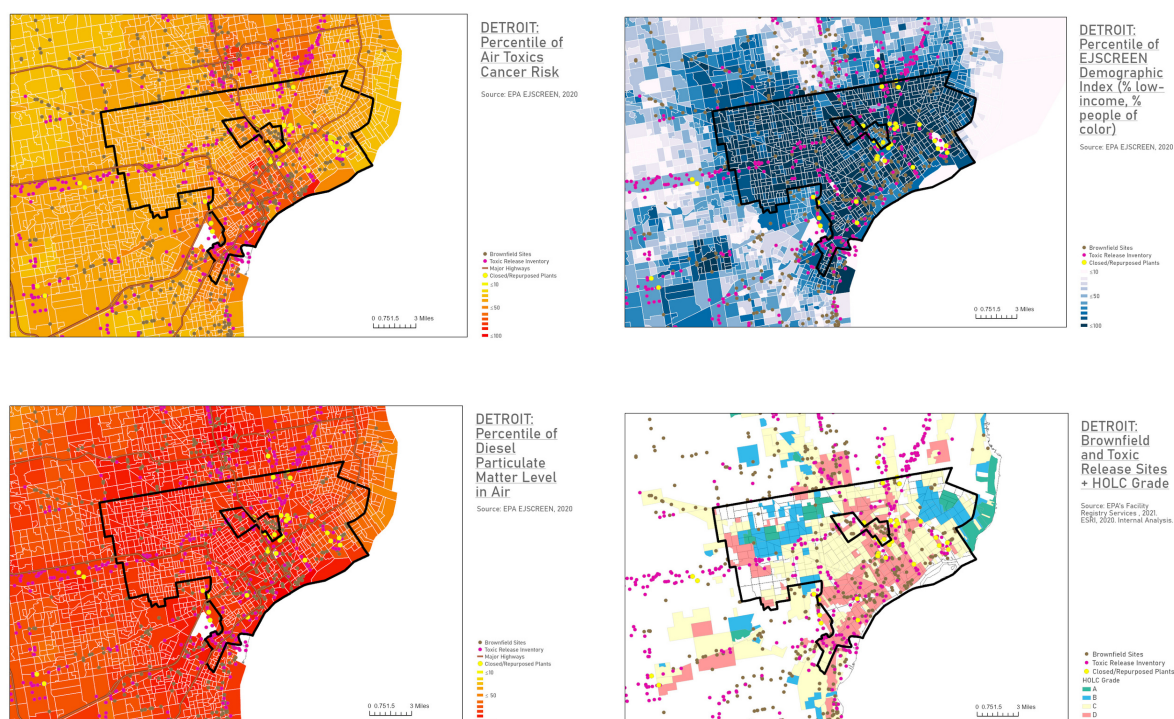 DETROIT:
Percentile of
Air Toxics
Cancer Risk
Source: EPA EJSCREEN, 2020
Brownfield Sites
Toxic Release Inventory
Major Highways
Closed/Repurposed Plants
≤10
≤50
≤100
0 0.751.5 3 Miles
DETROIT:
Percentile of
EJSCREEN
Demographic
Index (% low-
income, %
people of
color)
Source: EPA EJSCREEN, 2020
Brownfield Sites
Toxic Release Inventory
Closed/Repurposed Plants
≤10
≤50
≤100
0 0.751.5 3 Miles
DETROIT:
Percentile of
Diesel
Particulate
Matter Level
in Air
Source: EPA EJSCREEN, 2020
Brownfield Sites
Toxic Release Inventory
Major Highways
Closed/Repurposed Plants
≤10
≤ 50
≤100
0 0.751.5 3 Miles
DETROIT:
Brownfield
and Toxic
Release Sites
+ HOLC Grade
Source: EPA's Facility
Registry Services , 2021.
ESRI, 2020. Internal Analysis.
Brownfield Sites
Toxic Release Inventory
Closed/Repurposed Plants
HOLC Grade
A
B
C
D
0 0.751.5 3 Miles